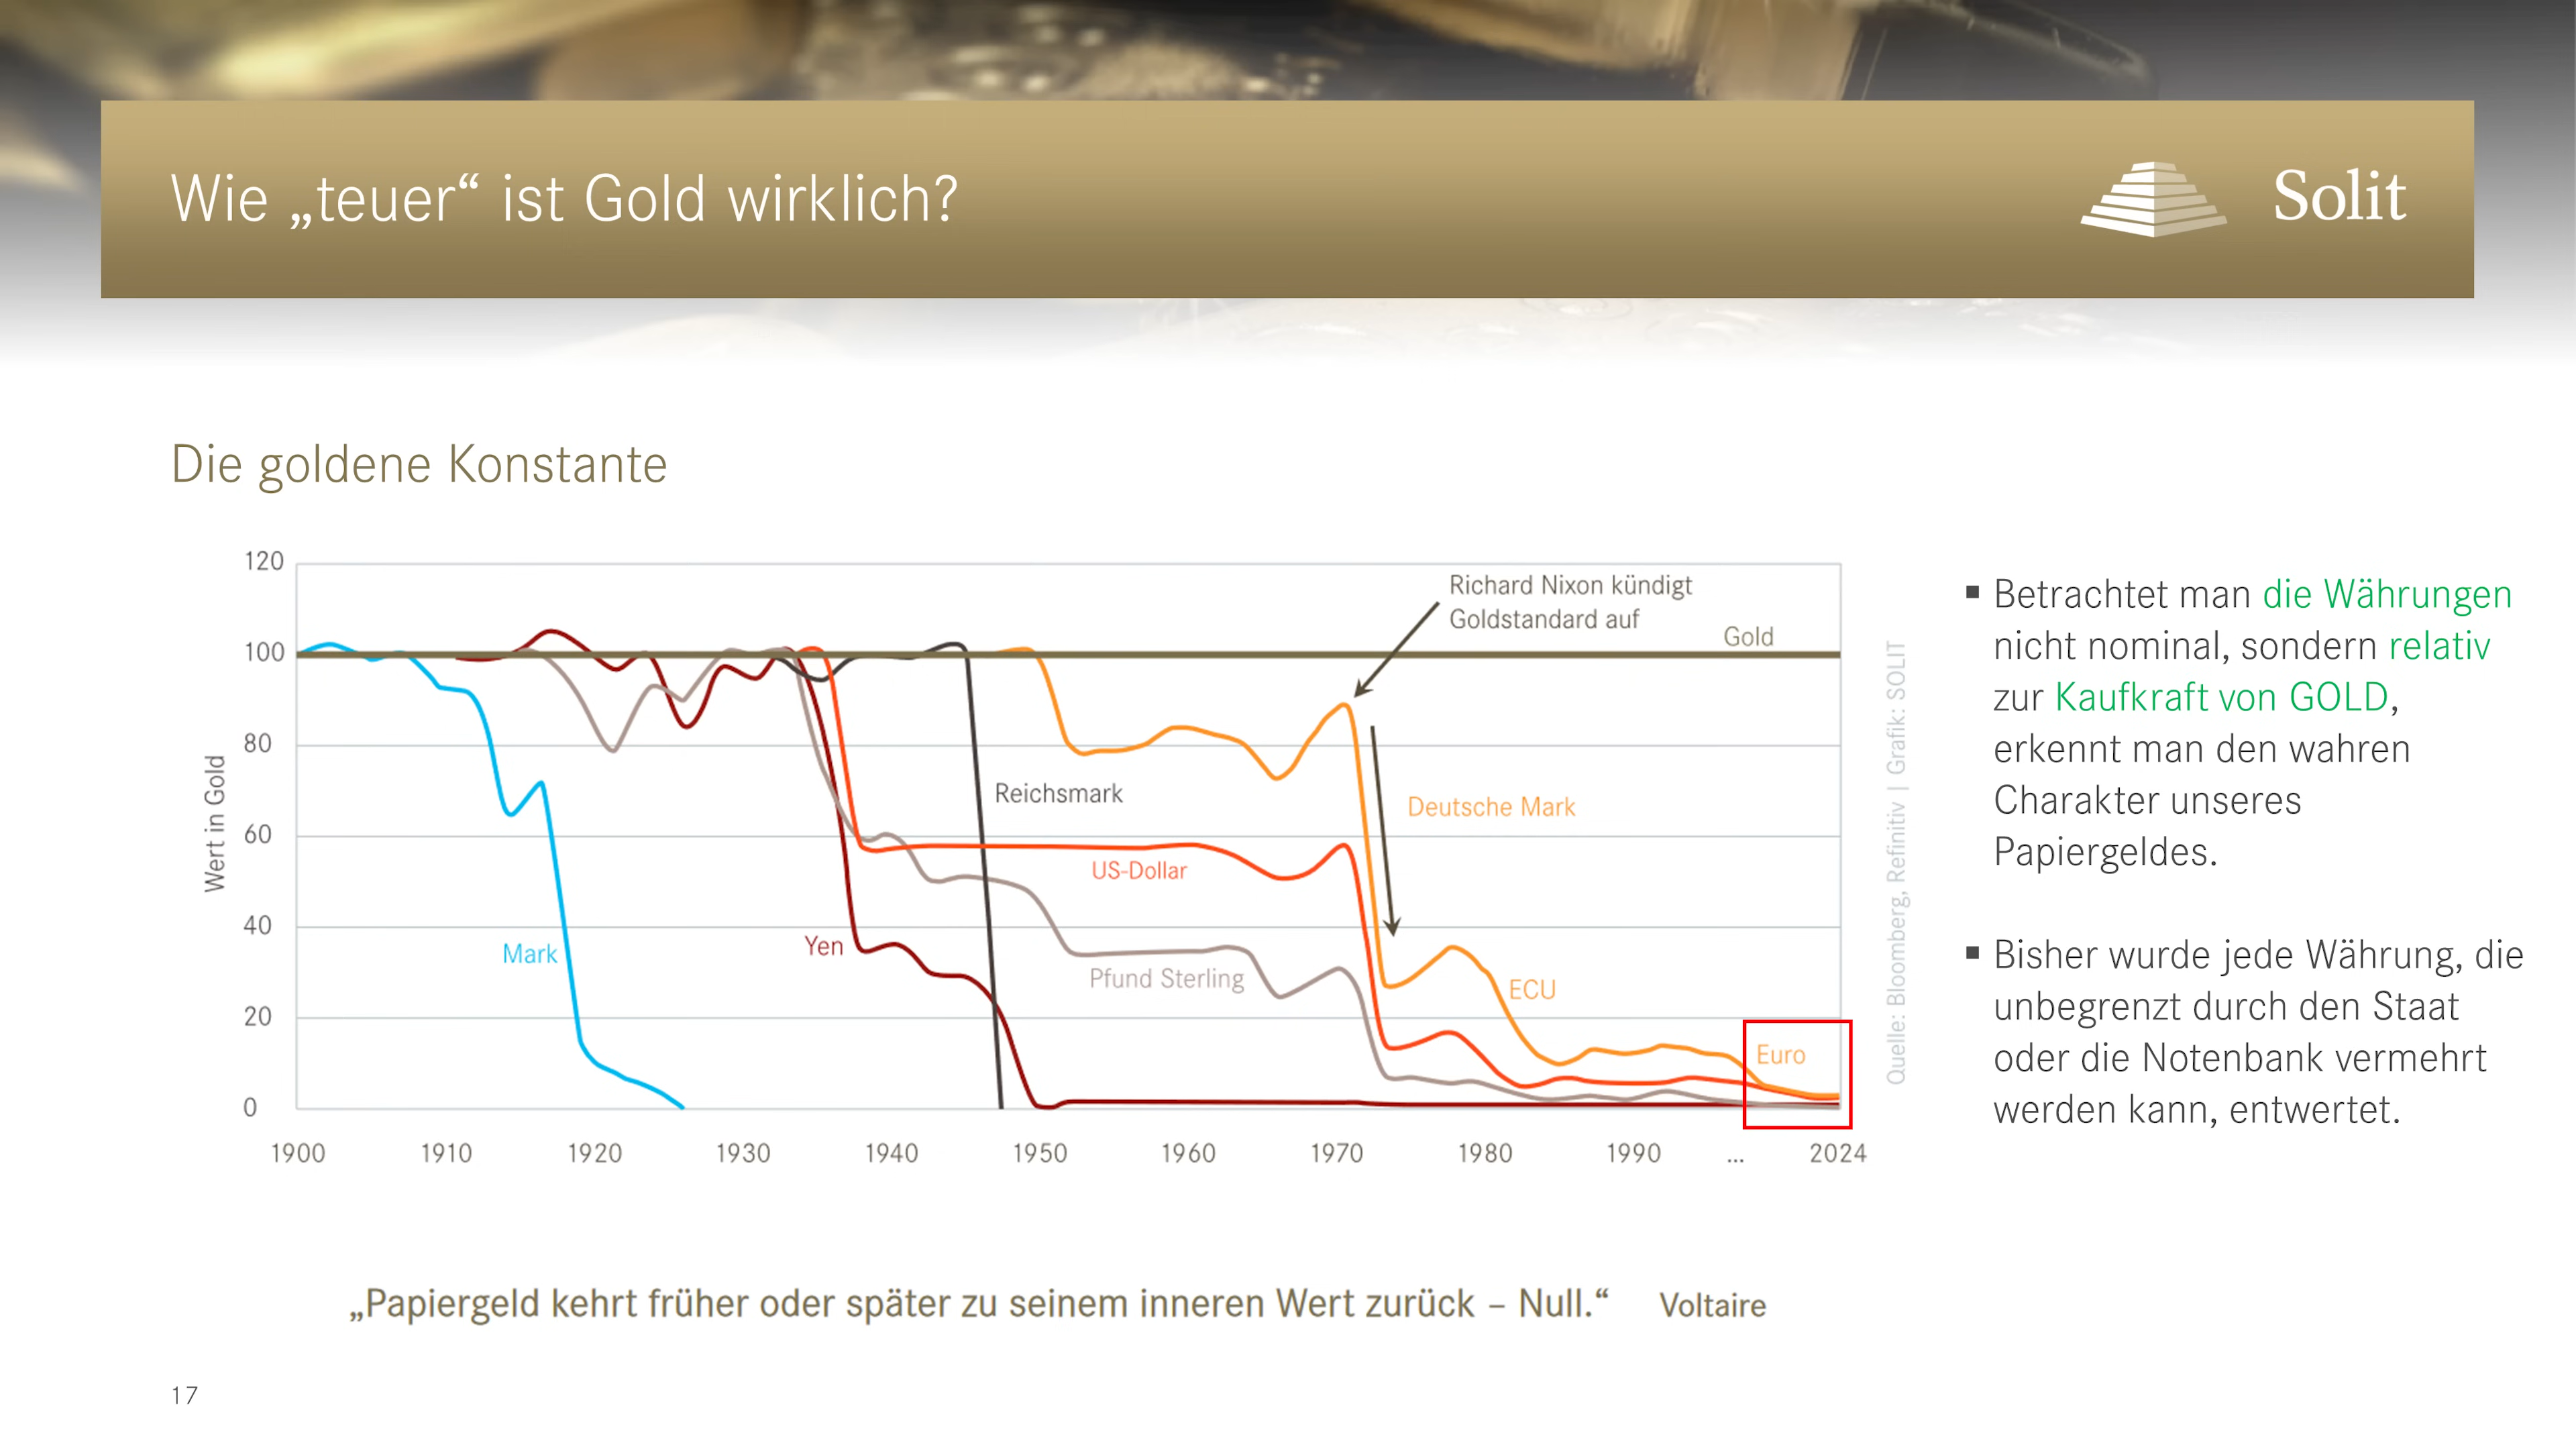 Wie „teuer“ ist Gold wirklich?
Solit
Die goldene Konstante
120
100
80
60
40
20
0
Wert in Gold
1900
1910
1920
1930
1940
1950
1960
1970
1980
1990
...
2024
Mark
Yen
Reichsmark
US-Dollar
Pfund Sterling
Richard Nixon kündigt
Goldstandard auf
Gold
Deutsche Mark
ECU
Euro
Quelle: Bloomberg, Refinitiv | Grafik: SOLIT
▪ Betrachtet man die Währungen
nicht nominal, sondern relativ
zur Kaufkraft von GOLD,
erkennt man den wahren
Charakter unseres
Papiergeldes.
▪ Bisher wurde jede Währung, die
unbegrenzt durch den Staat
oder die Notenbank vermehrt
werden kann, entwertet.
„Papiergeld kehrt früher oder später zu seinem inneren Wert zurück – Null.“ Voltaire
17